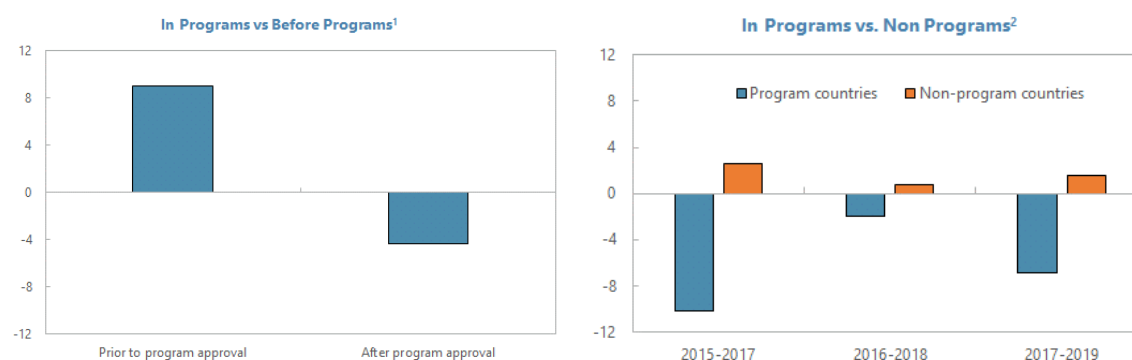 In Programs vs Before Programs¹
12
8
4
0
-4
-8
-12
Prior to program approval
After program approval
In Programs vs. Non Programs²
12
8
4
0
-4
-8
-12
Program countries
Non-program countries
2015-2017
2016-2018
2017-2019